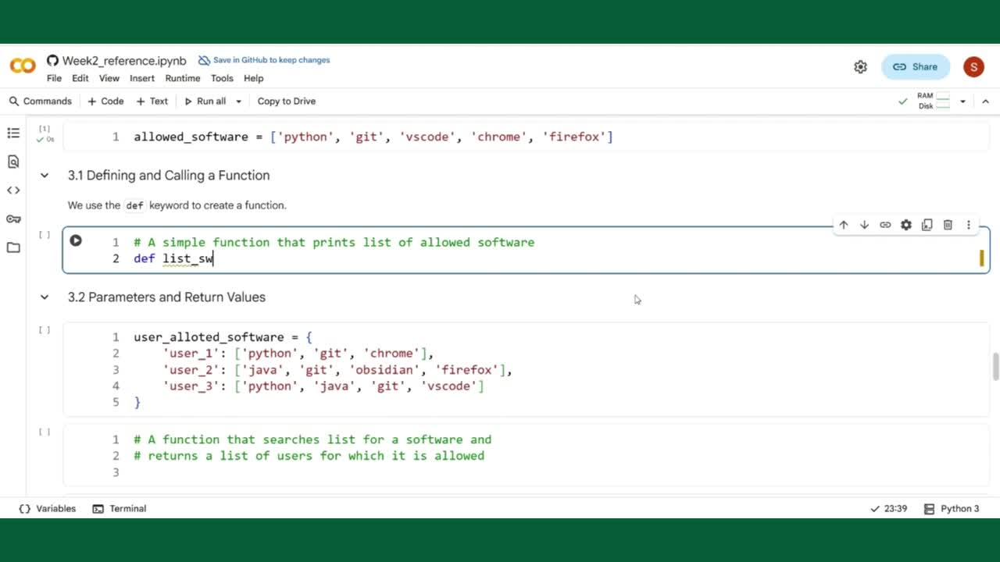 Week2_reference.ipynb
Save in GitHub to keep changes
File Edit View Insert Runtime Tools Help
Share
S
Commands + Code + Text Run all Copy to Drive
RAM
Disk
[1]
0s
1 allowed_software = ['python', 'git', 'vscode', 'chrome', 'firefox']
3.1 Defining and Calling a Function
We use the def keyword to create a function.
[ ]
1 # A simple function that prints list of allowed software
2 def list_sw
3.2 Parameters and Return Values
[ ]
1 user_alloted_software = {
2 'user_1': ['python', 'git', 'chrome'],
3 'user_2': ['java', 'git', 'obsidian', 'firefox'],
4 'user_3': ['python', 'java', 'git', 'vscode']
5 }
[ ]
1 # A function that searches list for a software and
2 # returns a list of users for which it is allowed
3
{} Variables Terminal 23:39 Python 3